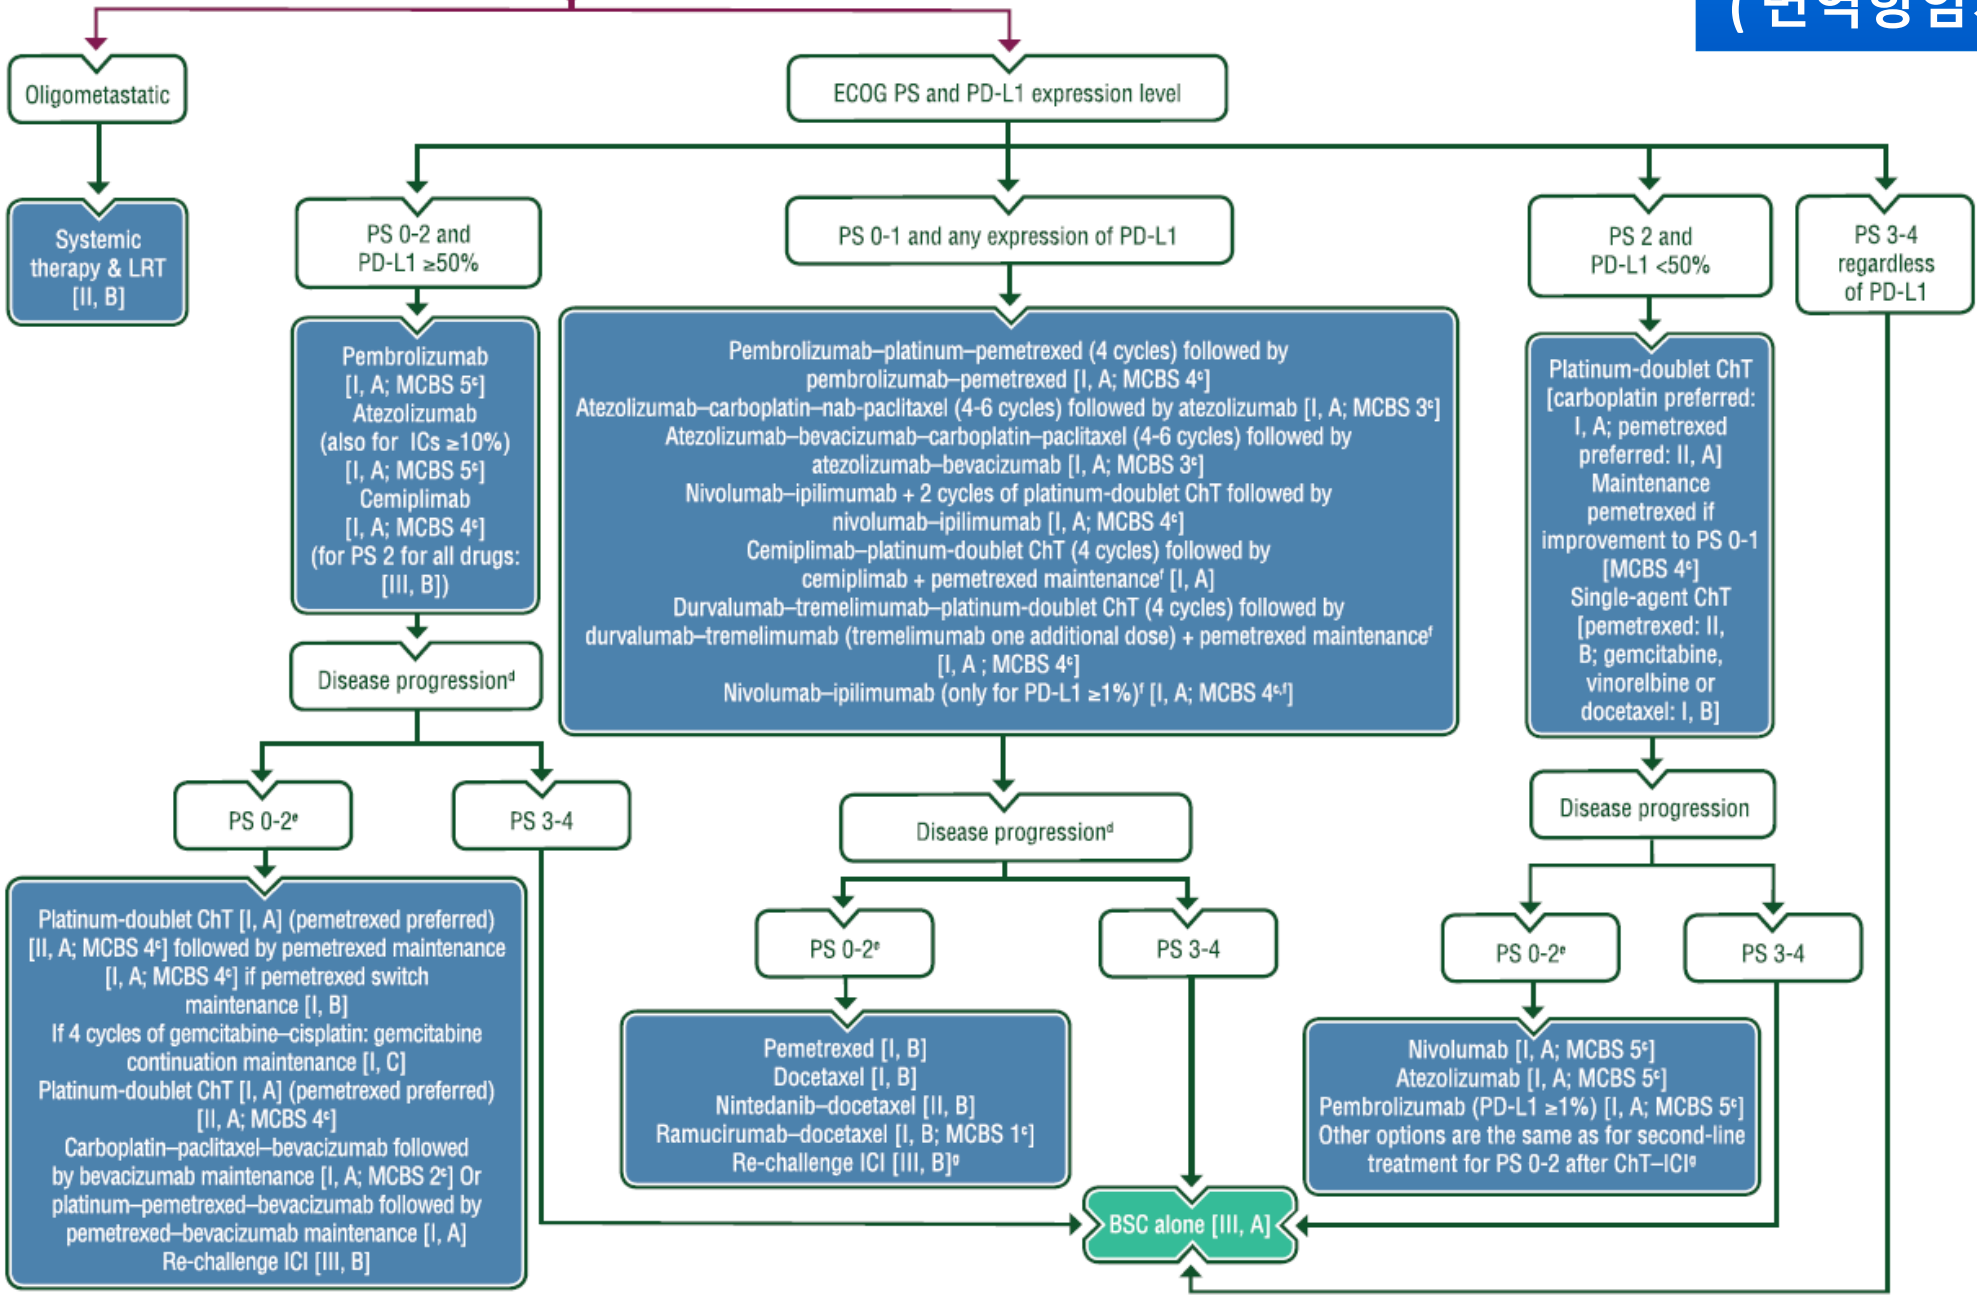 ( 면역항암
Oligometastatic
ECOG PS and PD-L1 expression level
Systemic
therapy & LRT
[II, B]
PS 0-2 and
PD-L1 ≥50%
PS 0-1 and any expression of PD-L1
PS 2 and
PD-L1 <50%
PS 3-4
regardless
of PD-L1
Pembrolizumab
[I, A; MCBS 5ᶜ]
Atezolizumab
(also for ICs ≥10%)
[I, A; MCBS 5ᶜ]
Cemiplimab
[I, A; MCBS 4ᶜ]
(for PS 2 for all drugs:
[III, B])
Pembrolizumab–platinum–pemetrexed (4 cycles) followed by
pembrolizumab–pemetrexed [I, A; MCBS 4ᶜ]
Atezolizumab–carboplatin–nab-paclitaxel (4-6 cycles) followed by atezolizumab [I, A; MCBS 3ᶜ]
Atezolizumab–bevacizumab–carboplatin–paclitaxel (4-6 cycles) followed by
atezolizumab–bevacizumab [I, A; MCBS 3ᶜ]
Nivolumab–ipilimumab + 2 cycles of platinum-doublet ChT followed by
nivolumab–ipilimumab [I, A; MCBS 4ᶜ]
Cemiplimab–platinum-doublet ChT (4 cycles) followed by
cemiplimab + pemetrexed maintenanceᶠ [I, A]
Durvalumab–tremelimumab–platinum-doublet ChT (4 cycles) followed by
durvalumab–tremelimumab (tremelimumab one additional dose) + pemetrexed maintenanceᶠ
[I, A ; MCBS 4ᶜ]
Nivolumab–ipilimumab (only for PD-L1 ≥1%)ᶠ [I, A; MCBS 4ᶜ,ᶠ]
Platinum-doublet ChT
[carboplatin preferred:
I, A; pemetrexed
preferred: II, A]
Maintenance
pemetrexed if
improvement to PS 0-1
[MCBS 4ᶜ]
Single-agent ChT
[pemetrexed: II,
B; gemcitabine,
vinorelbine or
docetaxel: I, B]
Disease progressionᵈ
PS 0-2ᵉ
PS 3-4
Disease progressionᵈ
Disease progression
PS 0-2ᵉ
PS 3-4
PS 0-2ᵉ
PS 3-4
Platinum-doublet ChT [I, A] (pemetrexed preferred)
[II, A; MCBS 4ᶜ] followed by pemetrexed maintenance
[I, A; MCBS 4ᶜ] if pemetrexed switch
maintenance [I, B]
If 4 cycles of gemcitabine–cisplatin: gemcitabine
continuation maintenance [I, C]
Platinum-doublet ChT [I, A] (pemetrexed preferred)
[II, A; MCBS 4ᶜ]
Carboplatin–paclitaxel–bevacizumab followed
by bevacizumab maintenance [I, A; MCBS 2ᶜ] Or
platinum–pemetrexed–bevacizumab followed by
pemetrexed–bevacizumab maintenance [I, A]
Re-challenge ICI [III, B]
Pemetrexed [I, B]
Docetaxel [I, B]
Nintedanib–docetaxel [II, B]
Ramucirumab–docetaxel [I, B; MCBS 1ᶜ]
Re-challenge ICI [III, B]ᵍ
Nivolumab [I, A; MCBS 5ᶜ]
Atezolizumab [I, A; MCBS 5ᶜ]
Pembrolizumab (PD-L1 ≥1%) [I, A; MCBS 5ᶜ]
Other options are the same as for second-line
treatment for PS 0-2 after ChT–ICIᵍ
BSC alone [III, A]